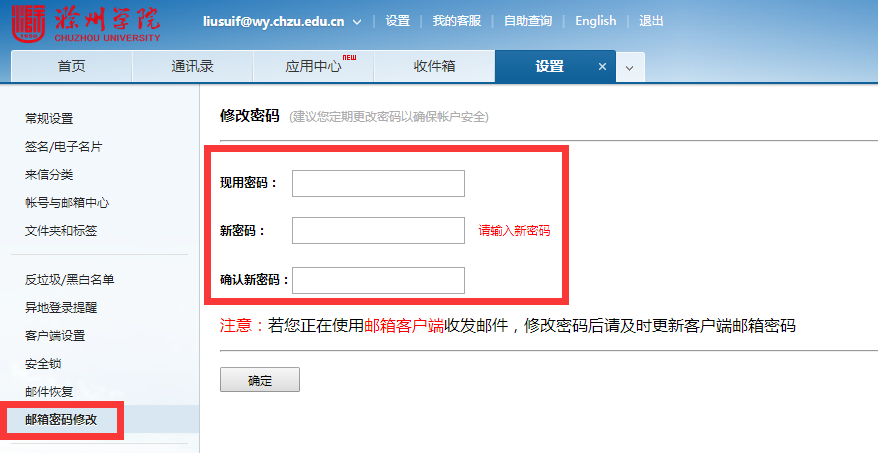 滁州学院
CHUZHOU UNIVERSITY
liusuif@wy.chzu.edu.cn 设置 我的客服 自助查询 English 退出
首页 通讯录 应用中心 NEW 收件箱 设置 ×
常规设置
签名/电子名片
来信分类
帐号与邮箱中心
文件夹和标签
反垃圾/黑白名单
异地登录提醒
客户端设置
安全锁
邮件恢复
邮箱密码修改
修改密码 (建议您定期更改密码以确保帐户安全)
现用密码：
新密码： 请输入新密码
确认新密码：
注意：若您正在使用邮箱客户端收发邮件，修改密码后请及时更新客户端邮箱密码
确定